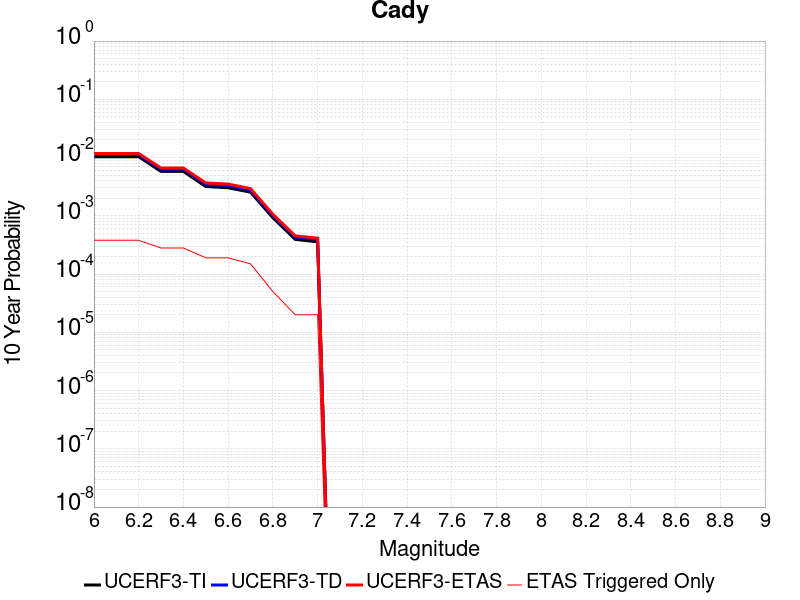 Cady
10 0
10 -1
10 -2
10 -3
10 -4
10 -5
10 -6
10 -7
10 -8
10 Year Probability
6 6.2 6.4 6.6 6.8 7 7.2 7.4 7.6 7.8 8 8.2 8.4 8.6 8.8 9
Magnitude
UCERF3-TI UCERF3-TD UCERF3-ETAS ETAS Triggered Only